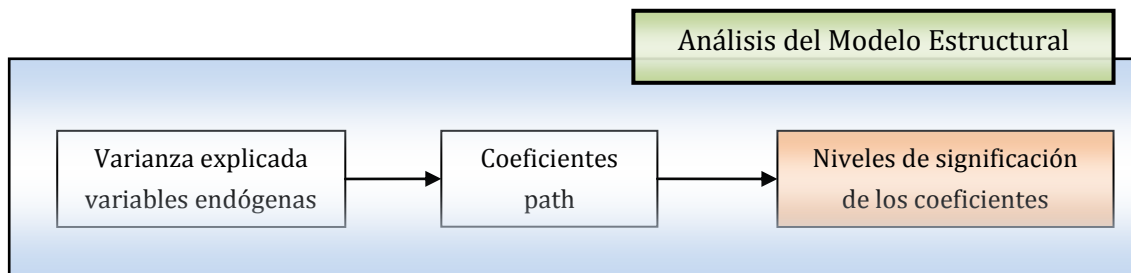 Análisis del Modelo Estructural
Varianza explicada
variables endógenas
Coeficientes
path
Niveles de significación
de los coeficientes